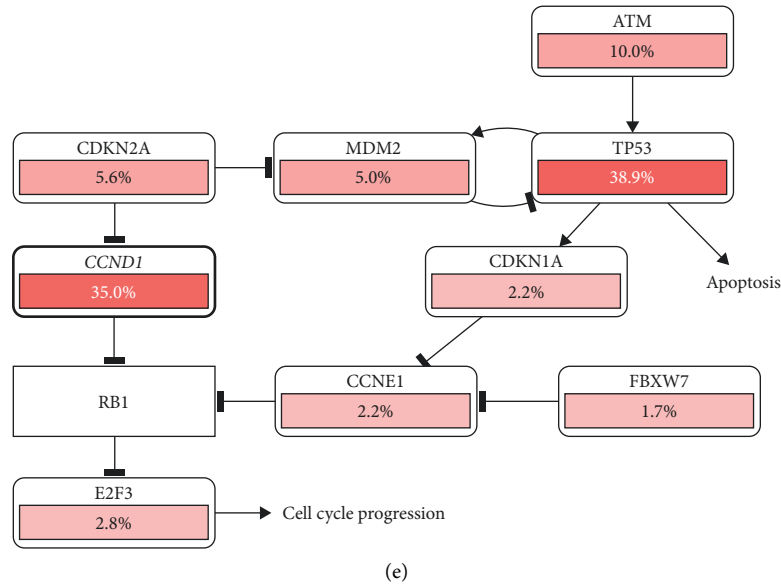 ATM
10.0%
CDKN2A
5.6%
MDM2
5.0%
TP53
38.9%
CCND1
35.0%
CDKN1A
2.2%
Apoptosis
RB1
CCNE1
2.2%
FBXW7
1.7%
E2F3
2.8%
Cell cycle progression
(e)